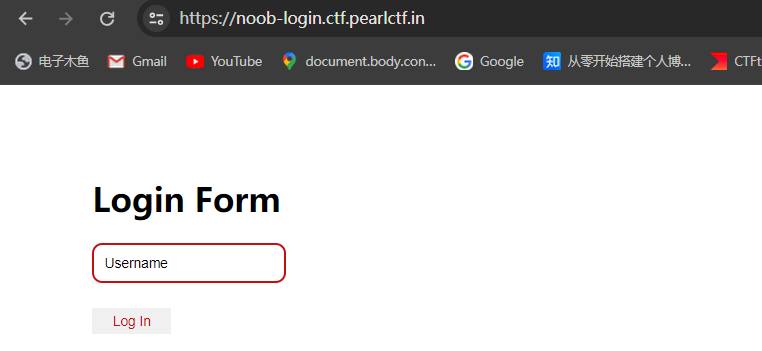 https://noob-login.ctf.pearlctf.in
电子木鱼 Gmail YouTube document.body.con... Google 知 从零开始搭建个人博... CTFt
Login Form
Username
Log In